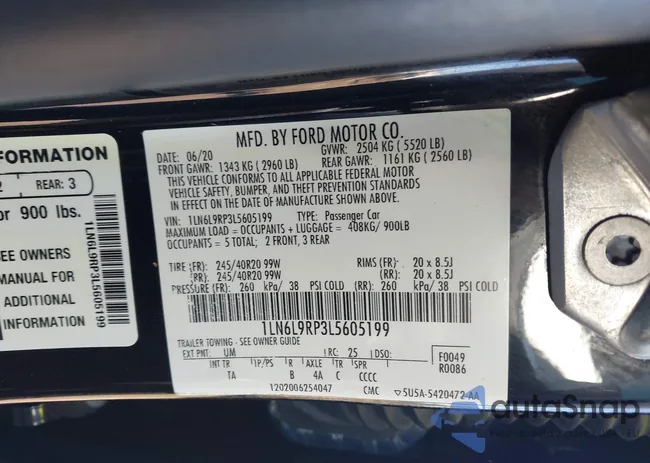 FORMATION
2 REAR: 3
or 900 lbs.
SEE OWNERS
MANUAL FOR
ADDITIONAL
INFORMATION
1LN6L9RP3L5605199
MFD. BY FORD MOTOR CO.
DATE: 06/20 GVWR: 2504 KG ( 5520 LB)
FRONT GAWR: 1343 KG ( 2960 LB) REAR GAWR: 1161 KG ( 2560 LB)
THIS VEHICLE CONFORMS TO ALL APPLICABLE FEDERAL MOTOR
VEHICLE SAFETY, BUMPER, AND THEFT PREVENTION STANDARDS
IN EFFECT ON THE DATE OF MANUFACTURE SHOWN ABOVE.
VIN: 1LN6L9RP3L5605199 TYPE: Passenger Car
MAXIMUM LOAD = OCCUPANTS + LUGGAGE = 408KG/ 900LB
OCCUPANTS = 5 TOTAL; 2 FRONT, 3 REAR
TIRE (FR): 245/40R20 99W RIMS (FR): 20 x 8.5J
(RR): 245/40R20 99W (RR): 20 x 8.5J
PRESSURE (FR): 260 kPa/ 38 PSI COLD (RR): 260 kPa/ 38 PSI COLD
1LN6L9RP3L5605199
TRAILER TOWING - SEE OWNER GUIDE
EXT PNT: UM RC: 25 DSO: F0049
INT TR TP/PS R AXLE TR SPR R0086
TA B 4A C CCCC
1202006254047 CMC 5U5A-5420472-AA
autoSnap